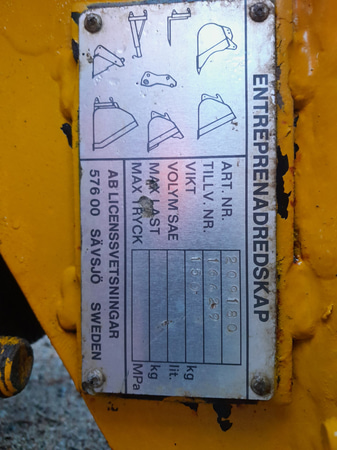 ENTREPRENADREDSKAP
ART. NR.
TILLV. NR.
VIKT kg
VOLYM SAE lit.
MAX LAST kg
MAX TRYCK MPa
AB LICENSSVETSNINGAR
576 00 SÄVSJÖ SWEDEN